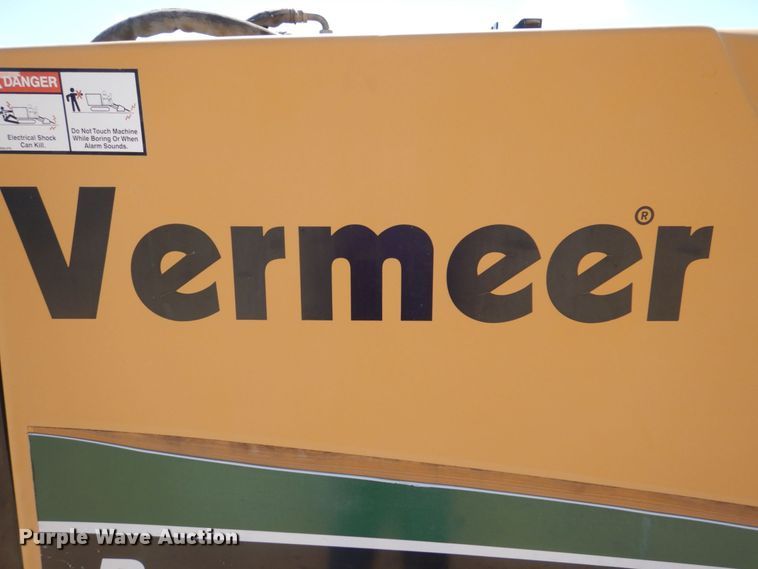 DANGER
Electrical Shock
Can Kill.
Do Not Touch Machine
While Boring Or When
Alarm Sounds.
Vermeer®
Purple Wave Auction